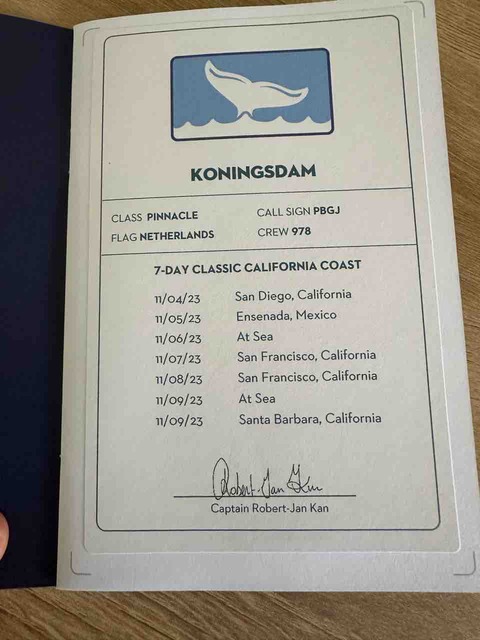 KONINGSDAM
CLASS PINNACLE CALL SIGN PBGJ
FLAG NETHERLANDS CREW 978
7-DAY CLASSIC CALIFORNIA COAST
11/04/23 San Diego, California
11/05/23 Ensenada, Mexico
11/06/23 At Sea
11/07/23 San Francisco, California
11/08/23 San Francisco, California
11/09/23 At Sea
11/09/23 Santa Barbara, California
Robert-Jan Kan
Captain Robert-Jan Kan